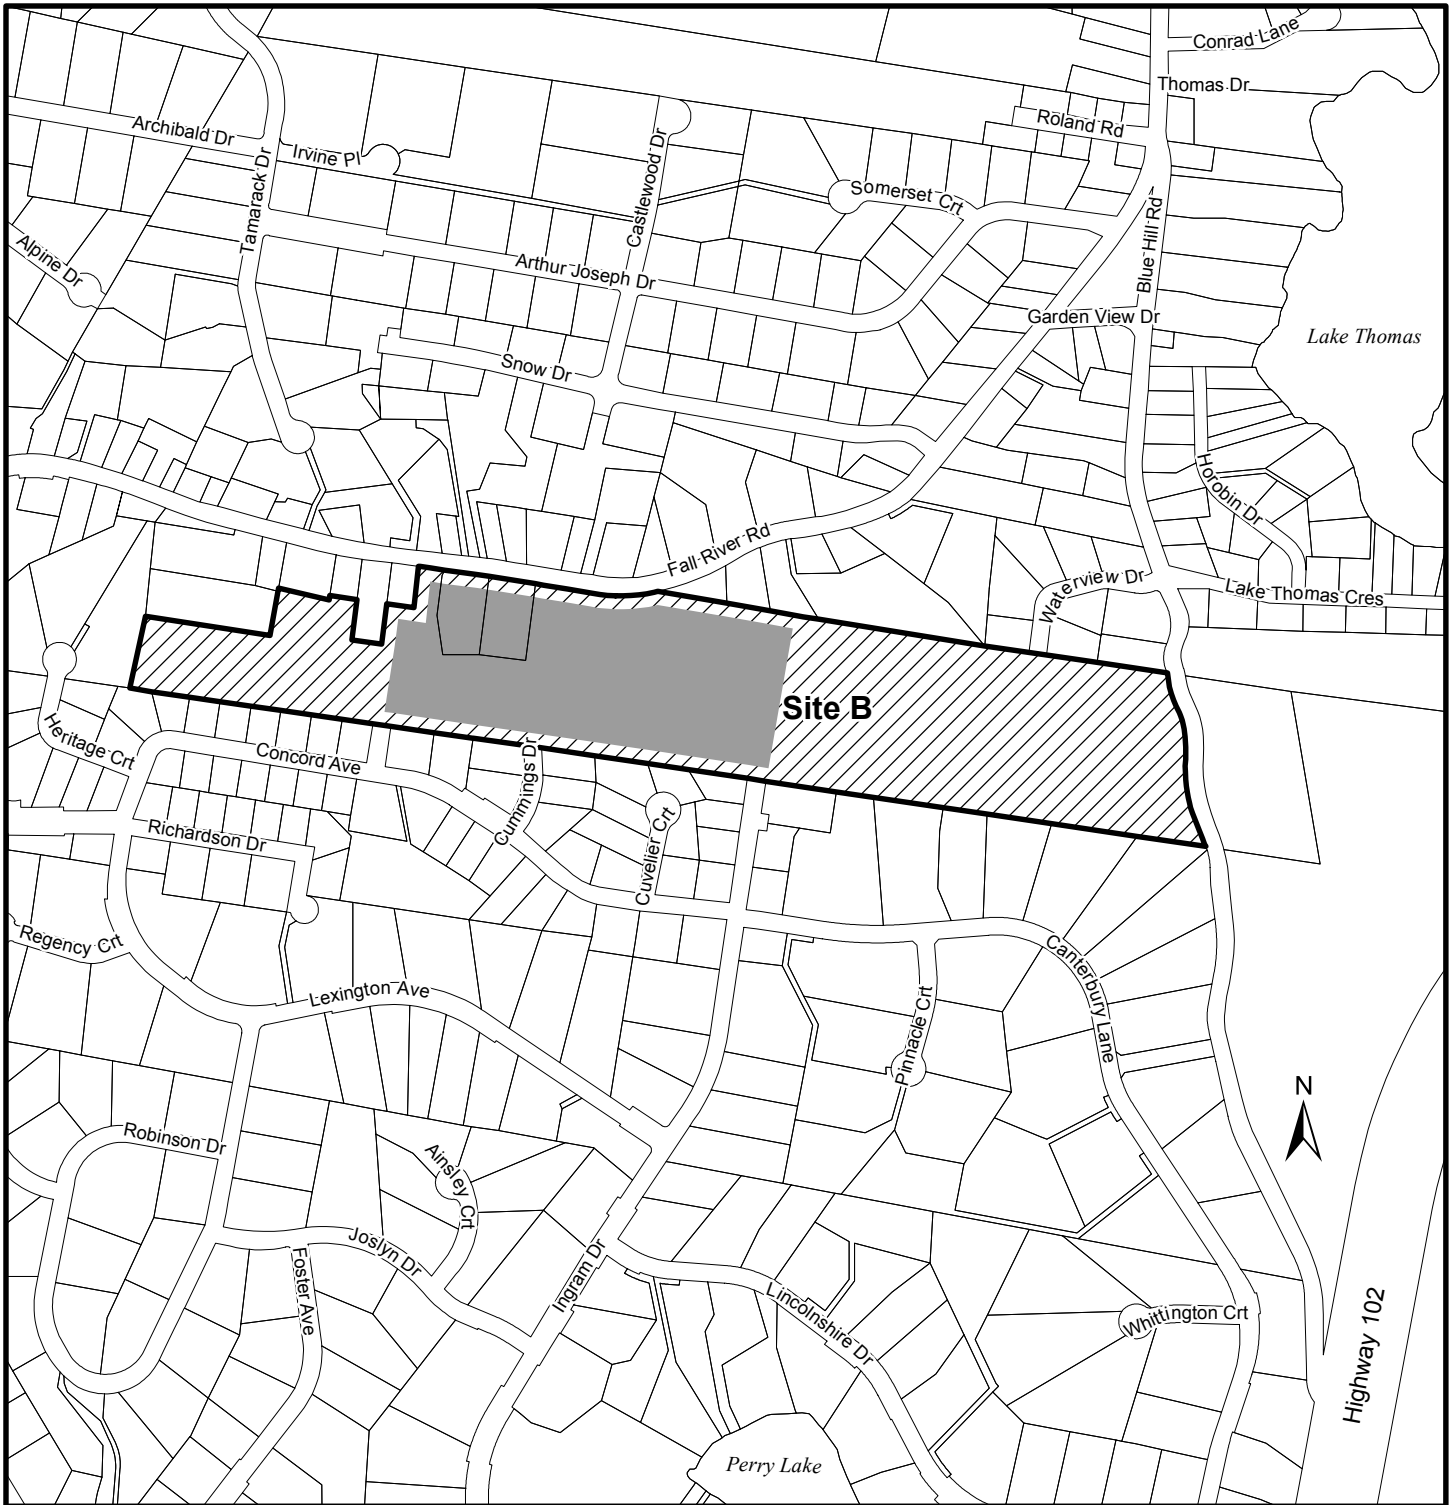 Conrad Lane
Thomas Dr
Roland Rd
Archibald Dr
Irvine Pl
Tamarack Dr
Castlewood Dr
Somerset Crt
Blue Hill Rd
Alpine Dr
Arthur Joseph Dr
Garden View Dr
Lake Thomas
Snow Dr
Horobin Dr
Fall River Rd
Waterview Dr
Lake Thomas Cres
Site B
Heritage Crt
Concord Ave
Cummings Dr
Cuvelier Crt
Richardson Dr
Regency Crt
Canterbury Lane
Lexington Ave
Pinnacle Crt
N
Robinson Dr
Ainsley Crt
Joslyn Dr
Foster Ave
Ingram Dr
Lincolnshire Dr
Whittington Crt
Highway 102
Perry Lake